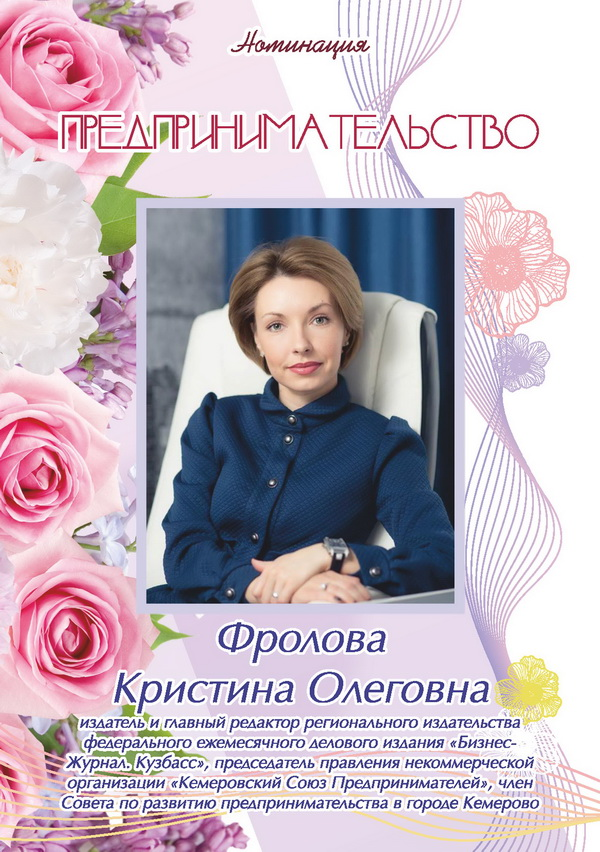 Номинация
ПРЕДПРИНИМАТЕЛЬСТВО
Фролова
Кристина Олеговна
издатель и главный редактор регионального издательства
федерального ежемесячного делового издания «Бизнес-
Журнал. Кузбасс», председатель правления некоммерческой
организации «Кемеровский Союз Предпринимателей», член
Совета по развитию предпринимательства в городе Кемерово